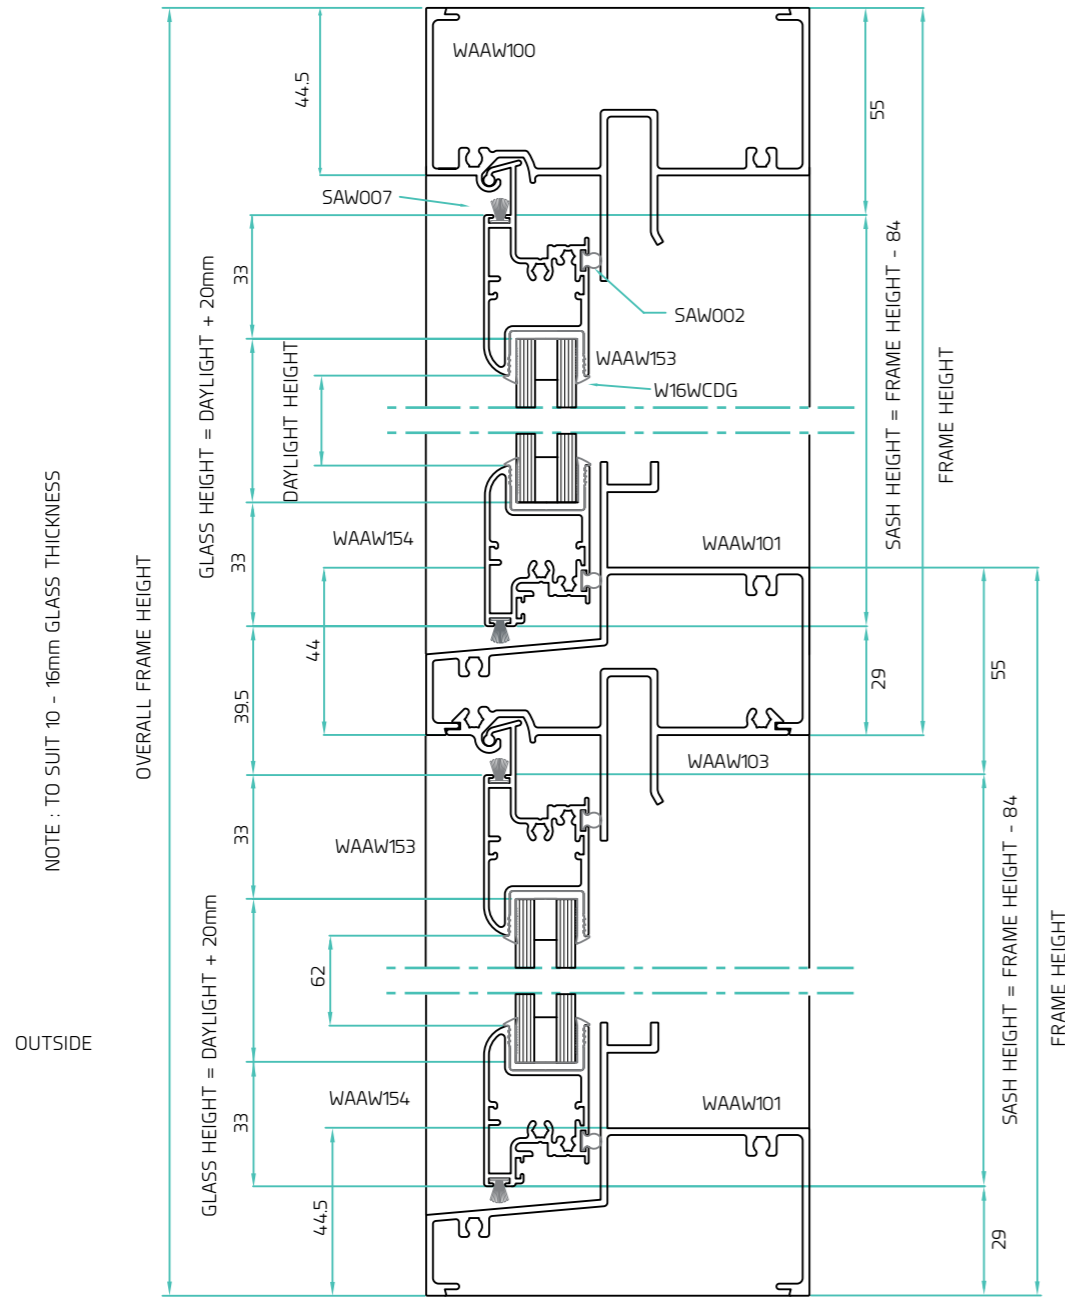 WAAW100
44.5
55
SAW007
33
GLASS HEIGHT = DAYLIGHT + 20mm
SAW002
SASH HEIGHT = FRAME HEIGHT - 84
DAYLIGHT HEIGHT
WAAW153
W16WCDG
FRAME HEIGHT
NOTE : TO SUIT 10 - 16mm GLASS THICKNESS
OVERALL FRAME HEIGHT
WAAW154
WAAW101
33
44
29
55
39.5
WAAW103
33
WAAW153
SASH HEIGHT = FRAME HEIGHT - 84
GLASS HEIGHT = DAYLIGHT + 20mm
62
FRAME HEIGHT
OUTSIDE
WAAW154
WAAW101
33
44.5
29